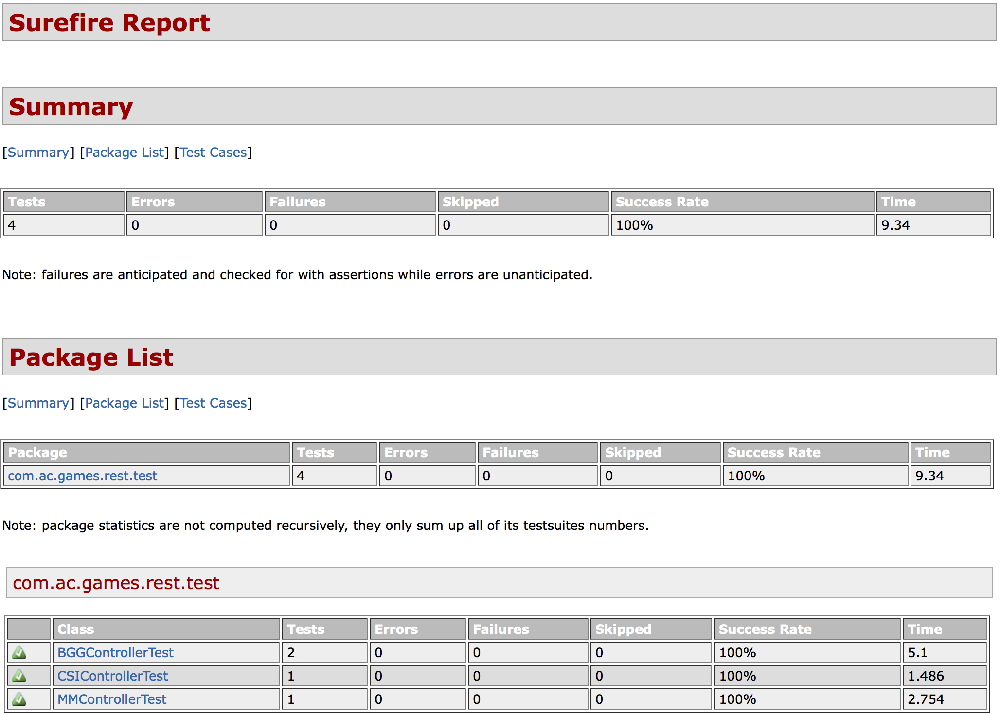 Surefire Report
Summary
[Summary] [Package List] [Test Cases]
Tests Errors Failures Skipped Success Rate Time
4 0 0 0 100% 9.34
Note: failures are anticipated and checked for with assertions while errors are unanticipated.
Package List
[Summary] [Package List] [Test Cases]
Package Tests Errors Failures Skipped Success Rate Time
com.ac.games.rest.test 4 0 0 0 100% 9.34
Note: package statistics are not computed recursively, they only sum up all of its testsuites numbers.
com.ac.games.rest.test
Class Tests Errors Failures Skipped Success Rate Time
BGGControllerTest 2 0 0 0 100% 5.1
CSIControllerTest 1 0 0 0 100% 1.486
MMControllerTest 1 0 0 0 100% 2.754